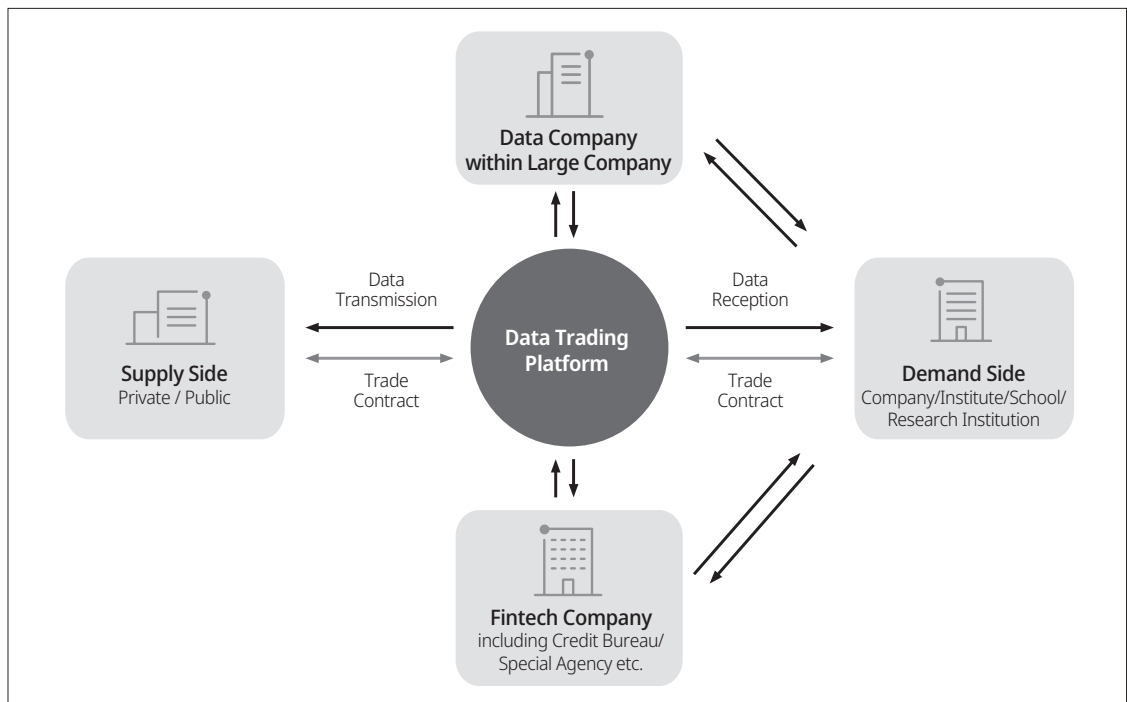 Data Company
within Large Company
Data
Transmission
Data
Reception
Data Trading
Platform
Supply Side
Private / Public
Trade
Contract
Trade
Contract
Demand Side
Company/Institute/School/
Research Institution
Fintech Company
including Credit Bureau/
Special Agency etc.